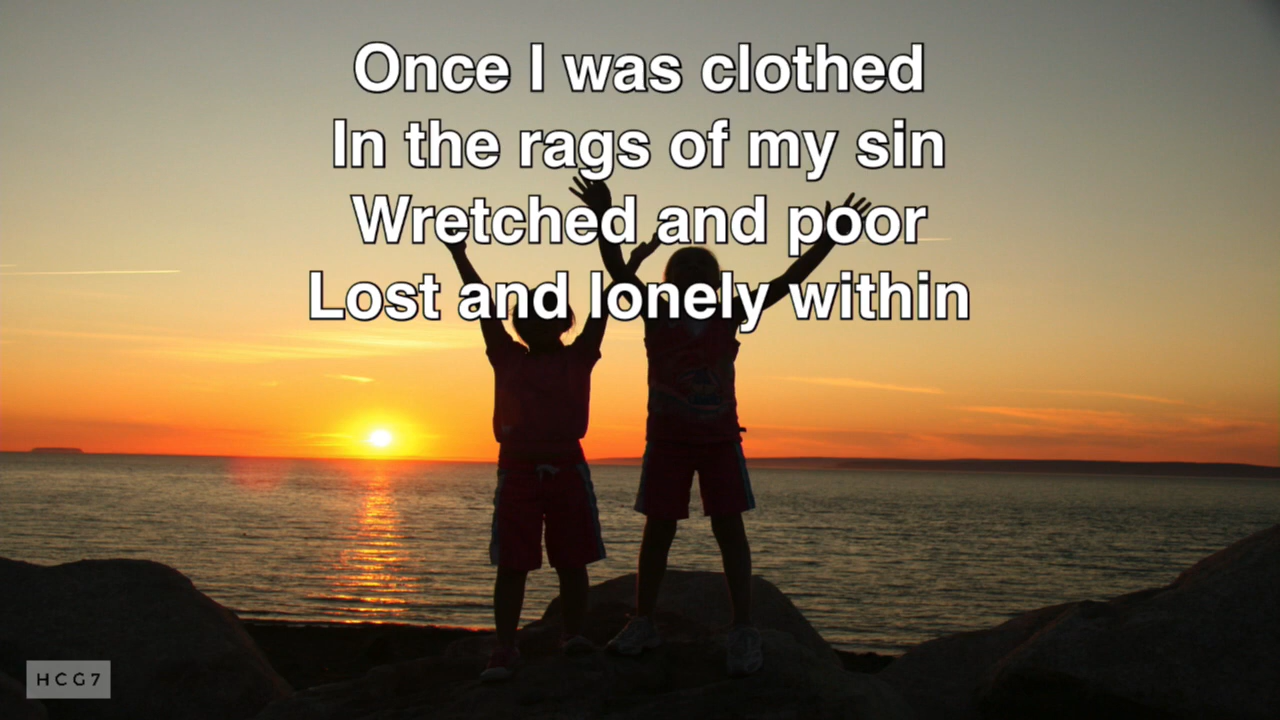 Once I was clothed
In the rags of my sin
Wretched and poor
Lost and lonely within
HCG7